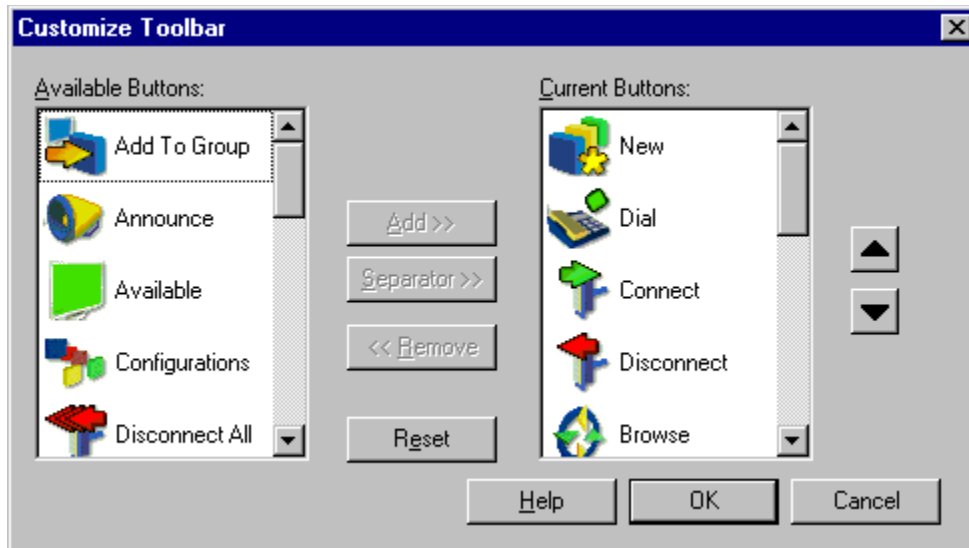 Customize Toolbar
Available Buttons:
Add To Group
Announce
Available
Configurations
Disconnect All
Add >>
Separator >>
<< Remove
Reset
Current Buttons:
New
Dial
Connect
Disconnect
Browse
Help
OK
Cancel